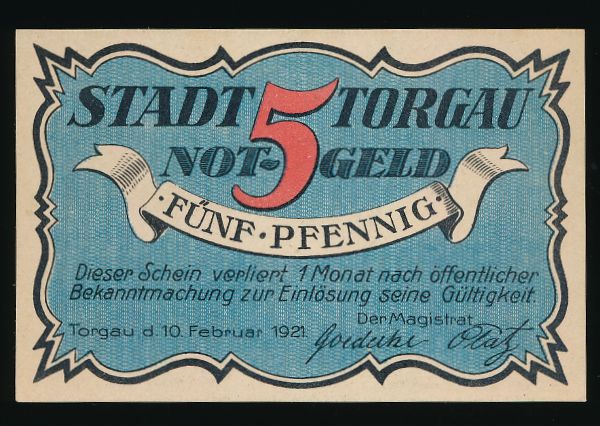 STADT 5 TORGAU
NOT-GELD
·FÜNF·PFENNIG·
Dieser Schein verliert 1 Monat nach öffentlicher
Bekanntmachung zur Einlösung seine Gültigkeit.
Der Magistrat
Torgau d. 10. Februar 1921.